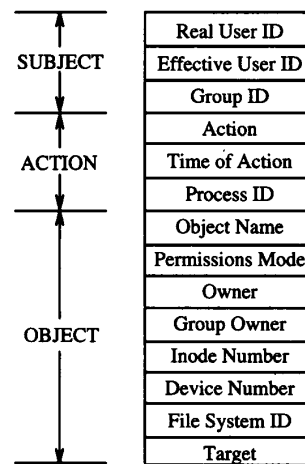 SUBJECT
Real User ID
Effective User ID
Group ID
ACTION
Action
Time of Action
Process ID
OBJECT
Object Name
Permissions Mode
Owner
Group Owner
Inode Number
Device Number
File System ID
Target